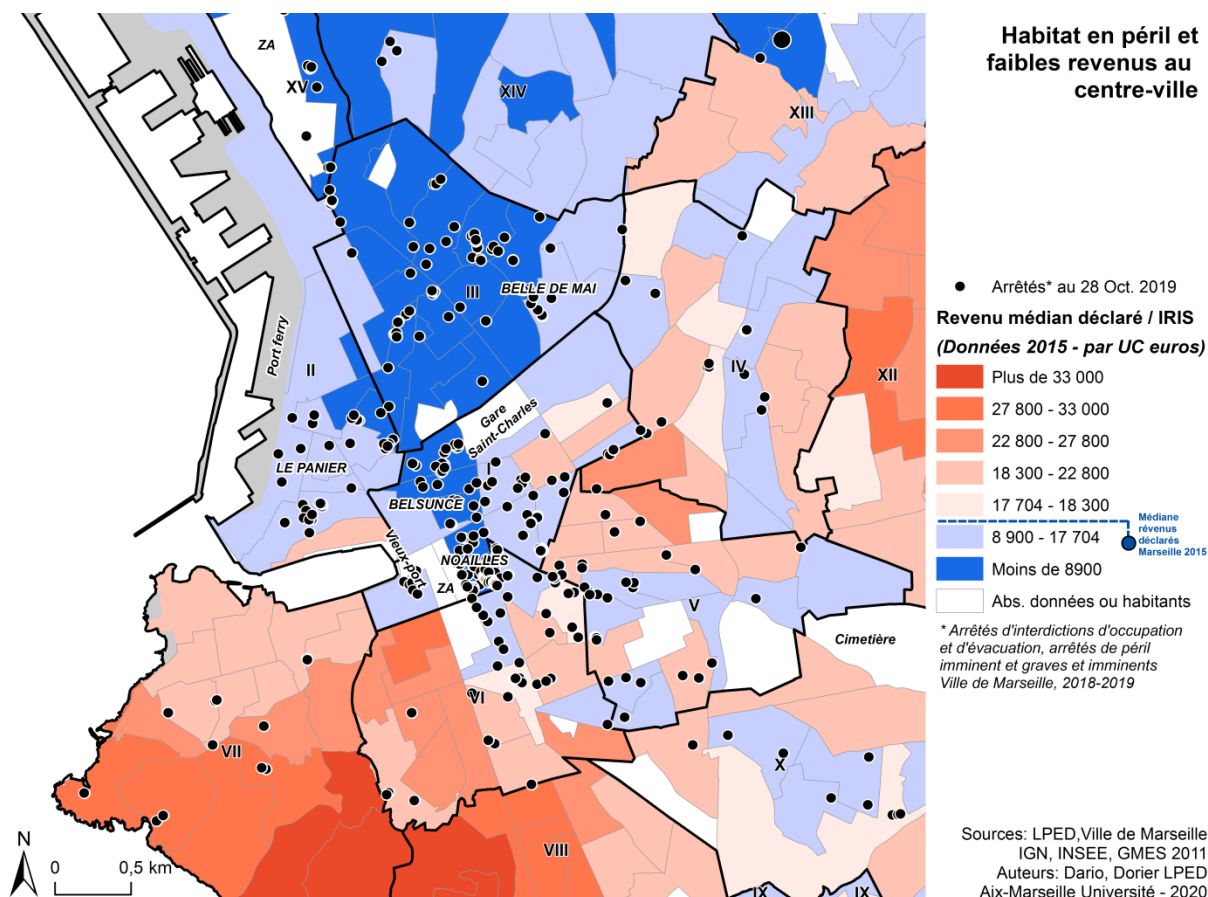 Habitat en péril et
faibles revenus au
centre-ville
ZA
XV
XIV
XIII
III
BELLE DE MAI
Port ferry
II
IV
XII
Gare
Saint-Charles
LE PANIER
I
BELSUNCE
Vieux-port
NOAILLES
ZA
V
Cimetière
VI
VII
X
VIII
IX
IX
N
0
0,5 km
Arrêtés* au 28 Oct. 2019
Revenu médian déclaré / IRIS
(Données 2015 - par UC euros)
Plus de 33 000
27 800 - 33 000
22 800 - 27 800
18 300 - 22 800
17 704 - 18 300
Médiane
révenus
déclarés
Marseille 2015
8 900 - 17 704
Moins de 8900
Abs. données ou habitants
* Arrêtés d'interdictions d'occupation
et d'évacuation, arrêtés de péril
imminent et graves et imminents
Ville de Marseille, 2018-2019
Sources: LPED,Ville de Marseille
IGN, INSEE, GMES 2011
Auteurs: Dario, Dorier LPED
Aix-Marseille Université - 2020